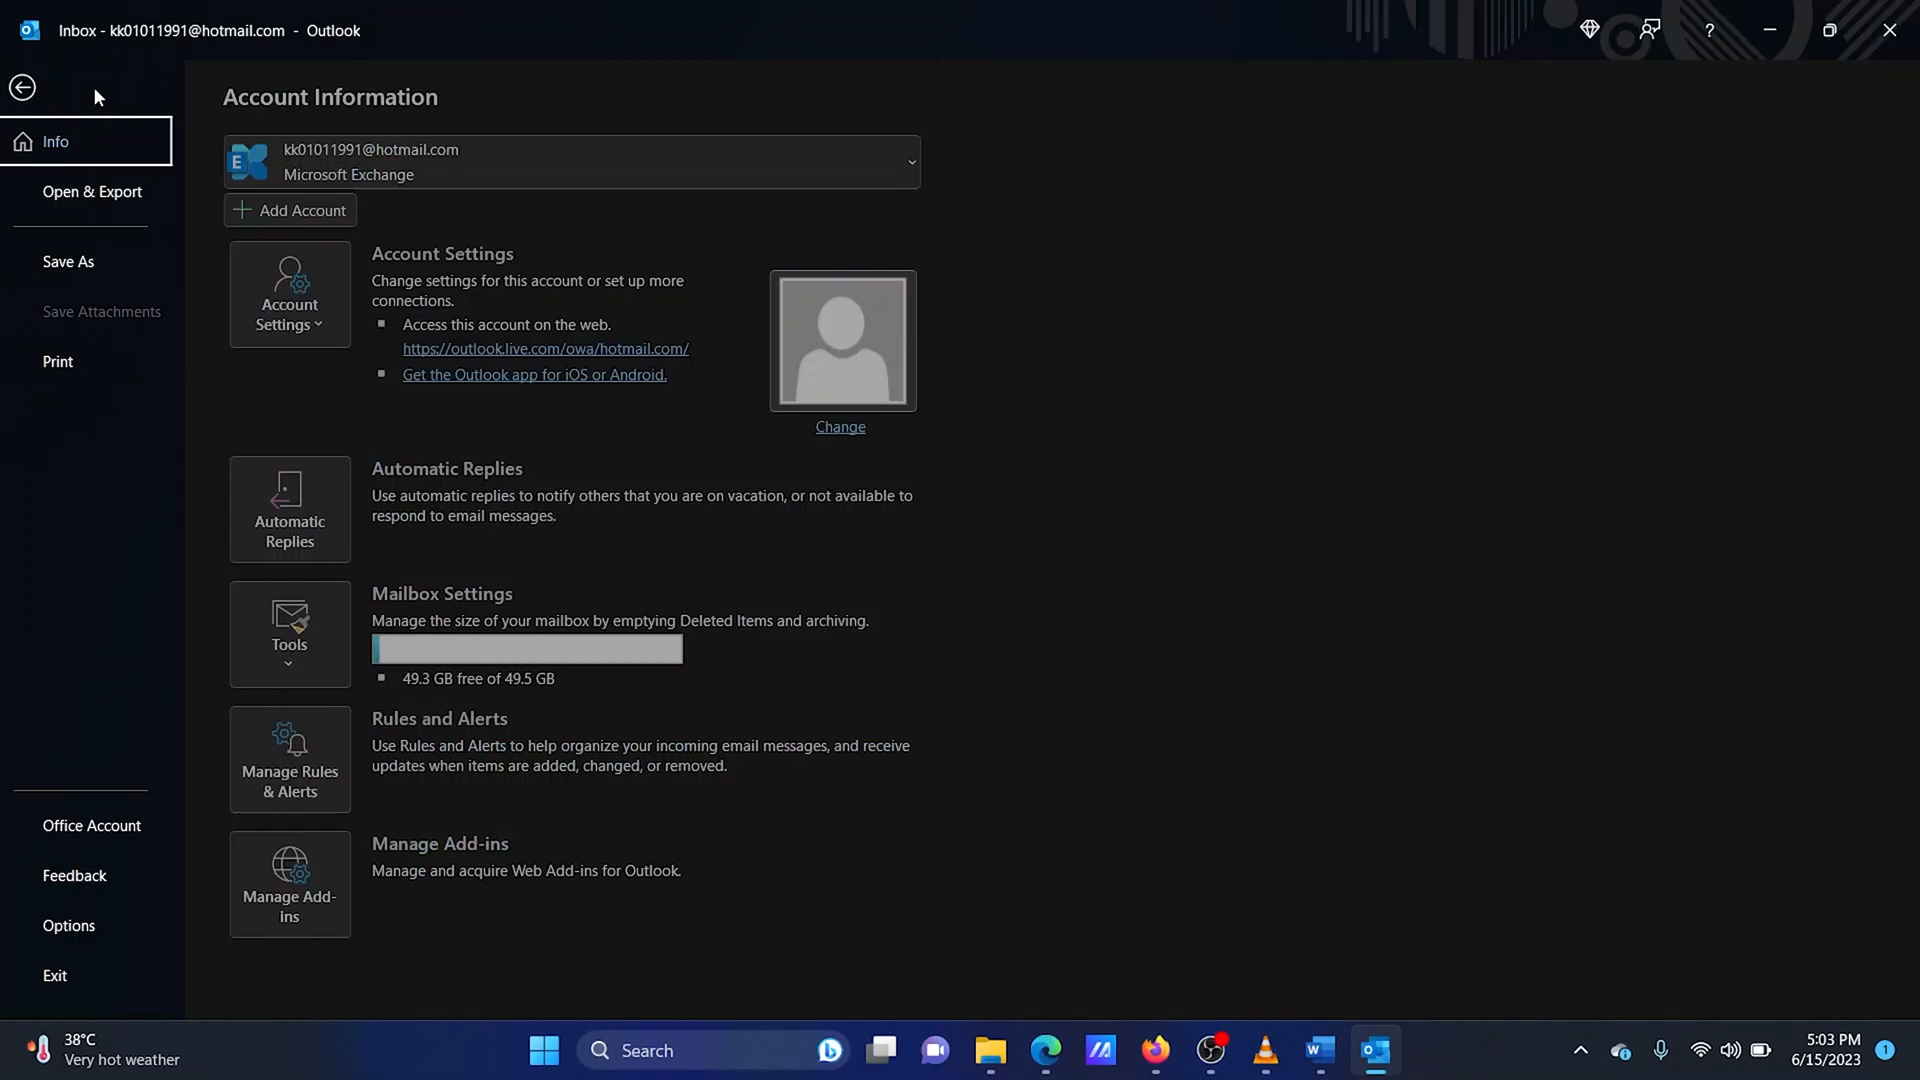 Inbox - kk01011991@hotmail.com - Outlook
Info
Open & Export
Save As
Save Attachments
Print
Office Account
Feedback
Options
Exit
Account Information
E
kk01011991@hotmail.com
Microsoft Exchange
Add Account
Account
Settings
Account Settings
Change settings for this account or set up more
connections.
Access this account on the web.
https://outlook.live.com/owa/hotmail.com/
Get the Outlook app for iOS or Android.
Change
Automatic
Replies
Automatic Replies
Use automatic replies to notify others that you are on vacation, or not available to
respond to email messages.
Tools
Mailbox Settings
Manage the size of your mailbox by emptying Deleted Items and archiving.
49.3 GB free of 49.5 GB
Manage Rules
& Alerts
Rules and Alerts
Use Rules and Alerts to help organize your incoming email messages, and receive
updates when items are added, changed, or removed.
Manage Add-
ins
Manage Add-ins
Manage and acquire Web Add-ins for Outlook.
38°C
Very hot weather
Search
5:03 PM
6/15/2023
1